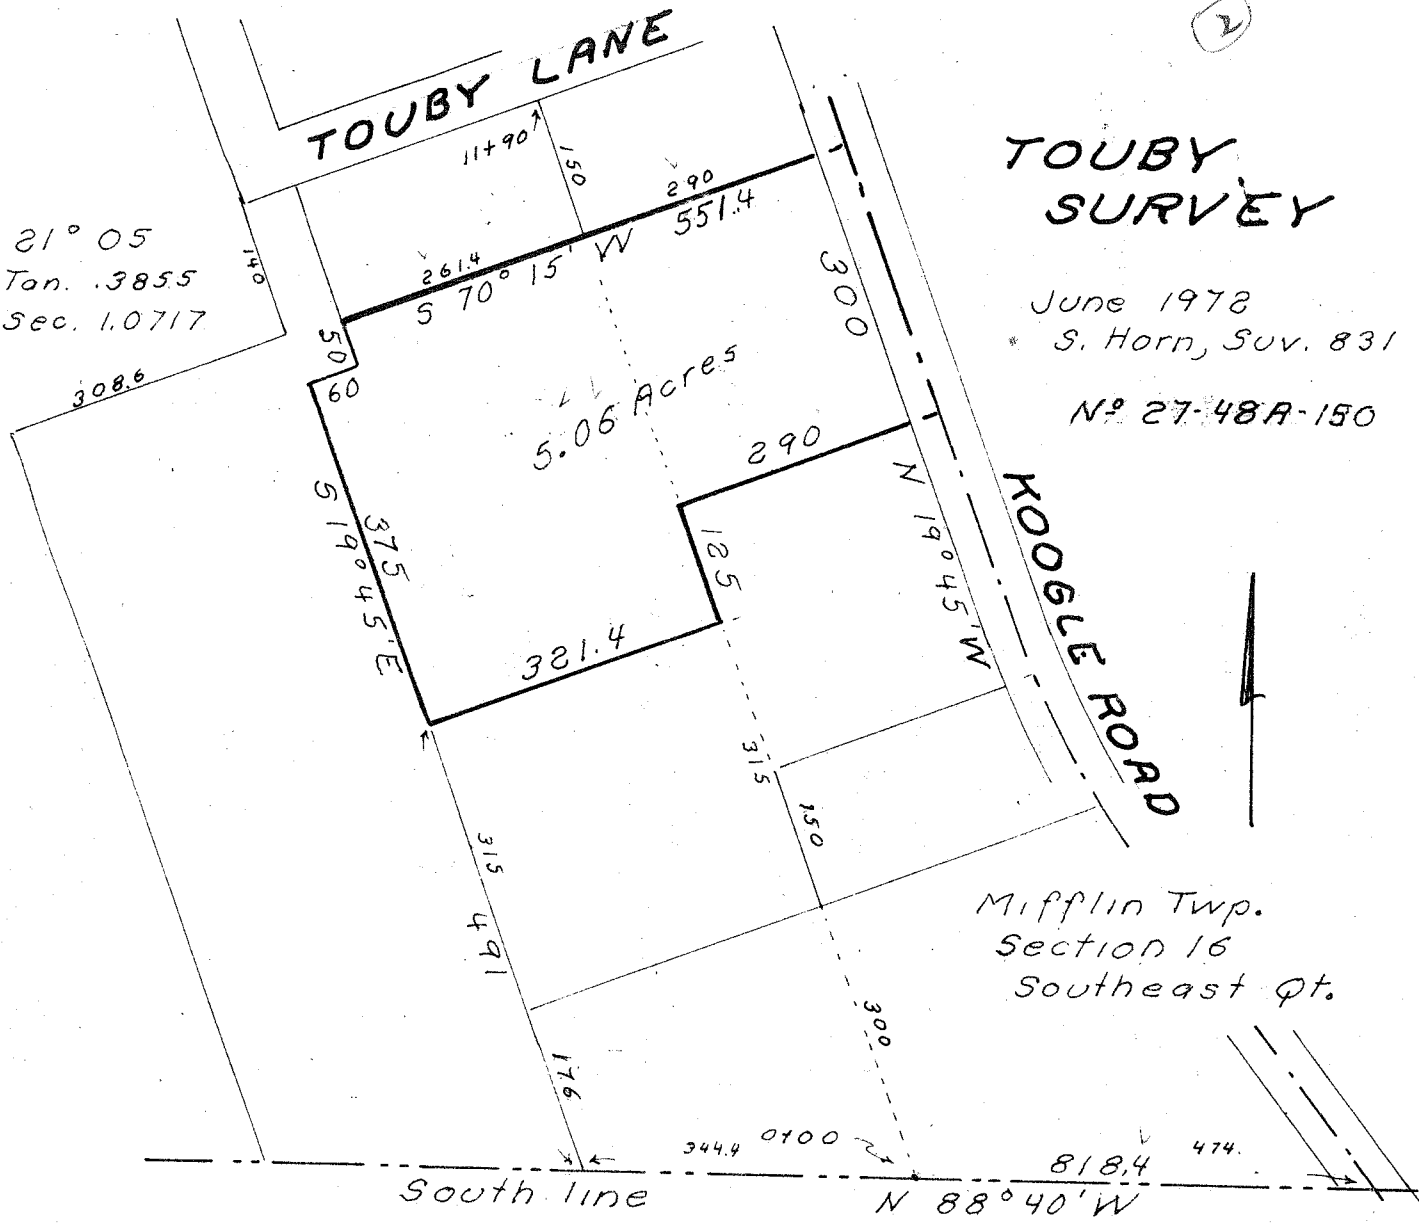 2
TOUBY LANE
11+90
150
TOUBY
SURVEY
290
551.4
21° 05
Tan. .3855
Sec. 1.0717
140
261.4
S 70° 15' W
300
June 1972
S. Horn, Suv. 831
308.6
50
60
5.06 Acres
Nº 27-48A-150
290
N 19° 45' W
KOOGLE ROAD
S 19° 45' E
375
125
321.4
315
150
315
491
Mifflin Twp.
Section 16
Southeast Qt.
300
176
344.4
0+00
818.4
474.
South line
N 88° 40' W